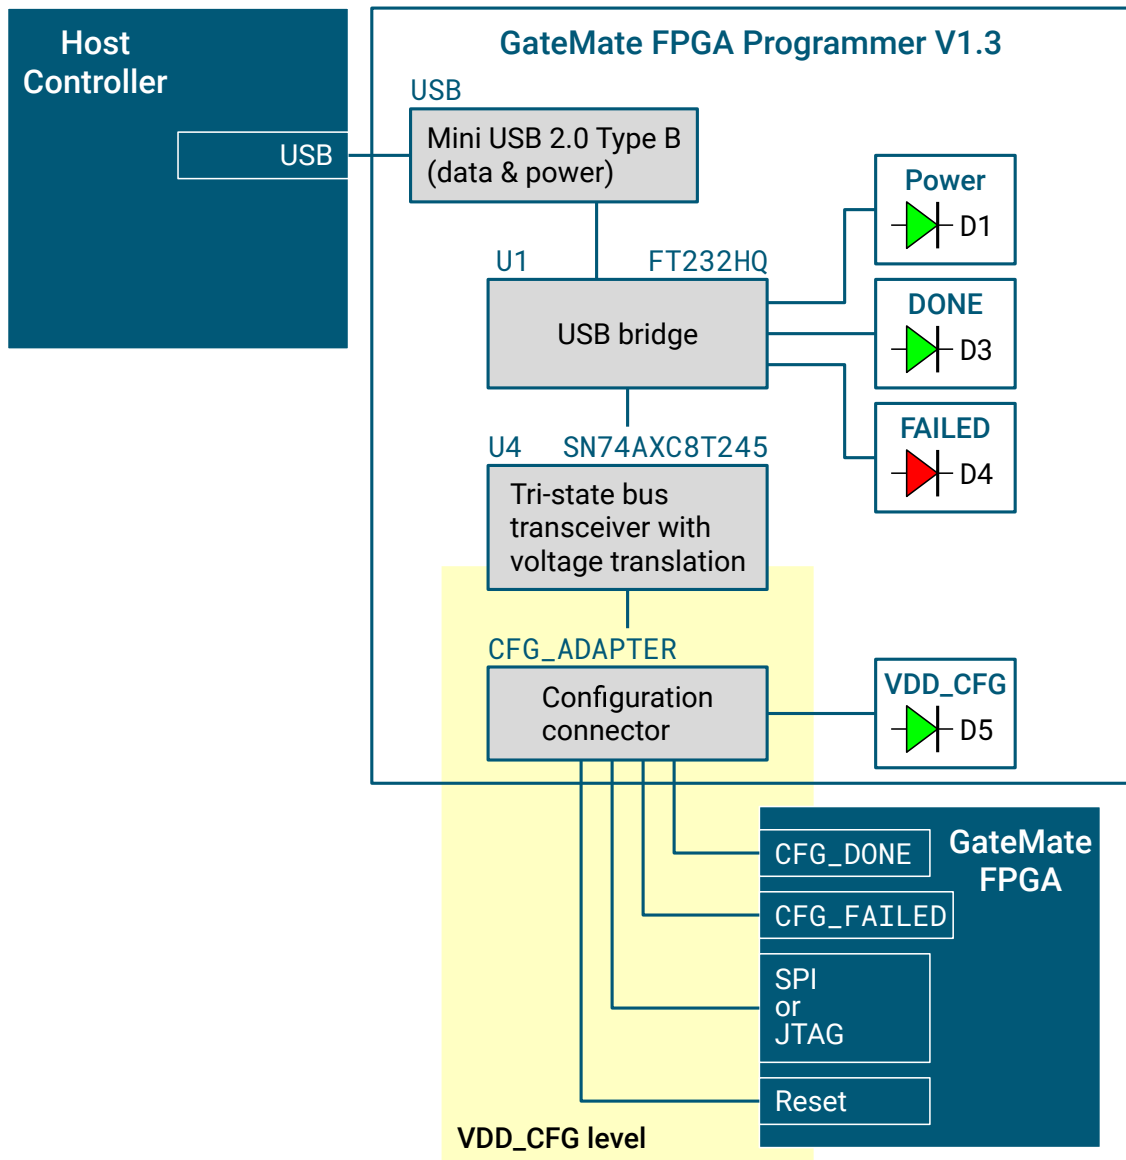 Host
Controller
USB
GateMate FPGA Programmer V1.3
USB
Mini USB 2.0 Type B
(data & power)
U1 FT232HQ
USB bridge
Power
D1
DONE
D3
FAILED
D4
U4 SN74AXC8T245
Tri-state bus
transceiver with
voltage translation
CFG_ADAPTER
Configuration
connector
VDD_CFG
D5
GateMate
FPGA
CFG_DONE
CFG_FAILED
SPI
or
JTAG
Reset
VDD_CFG level